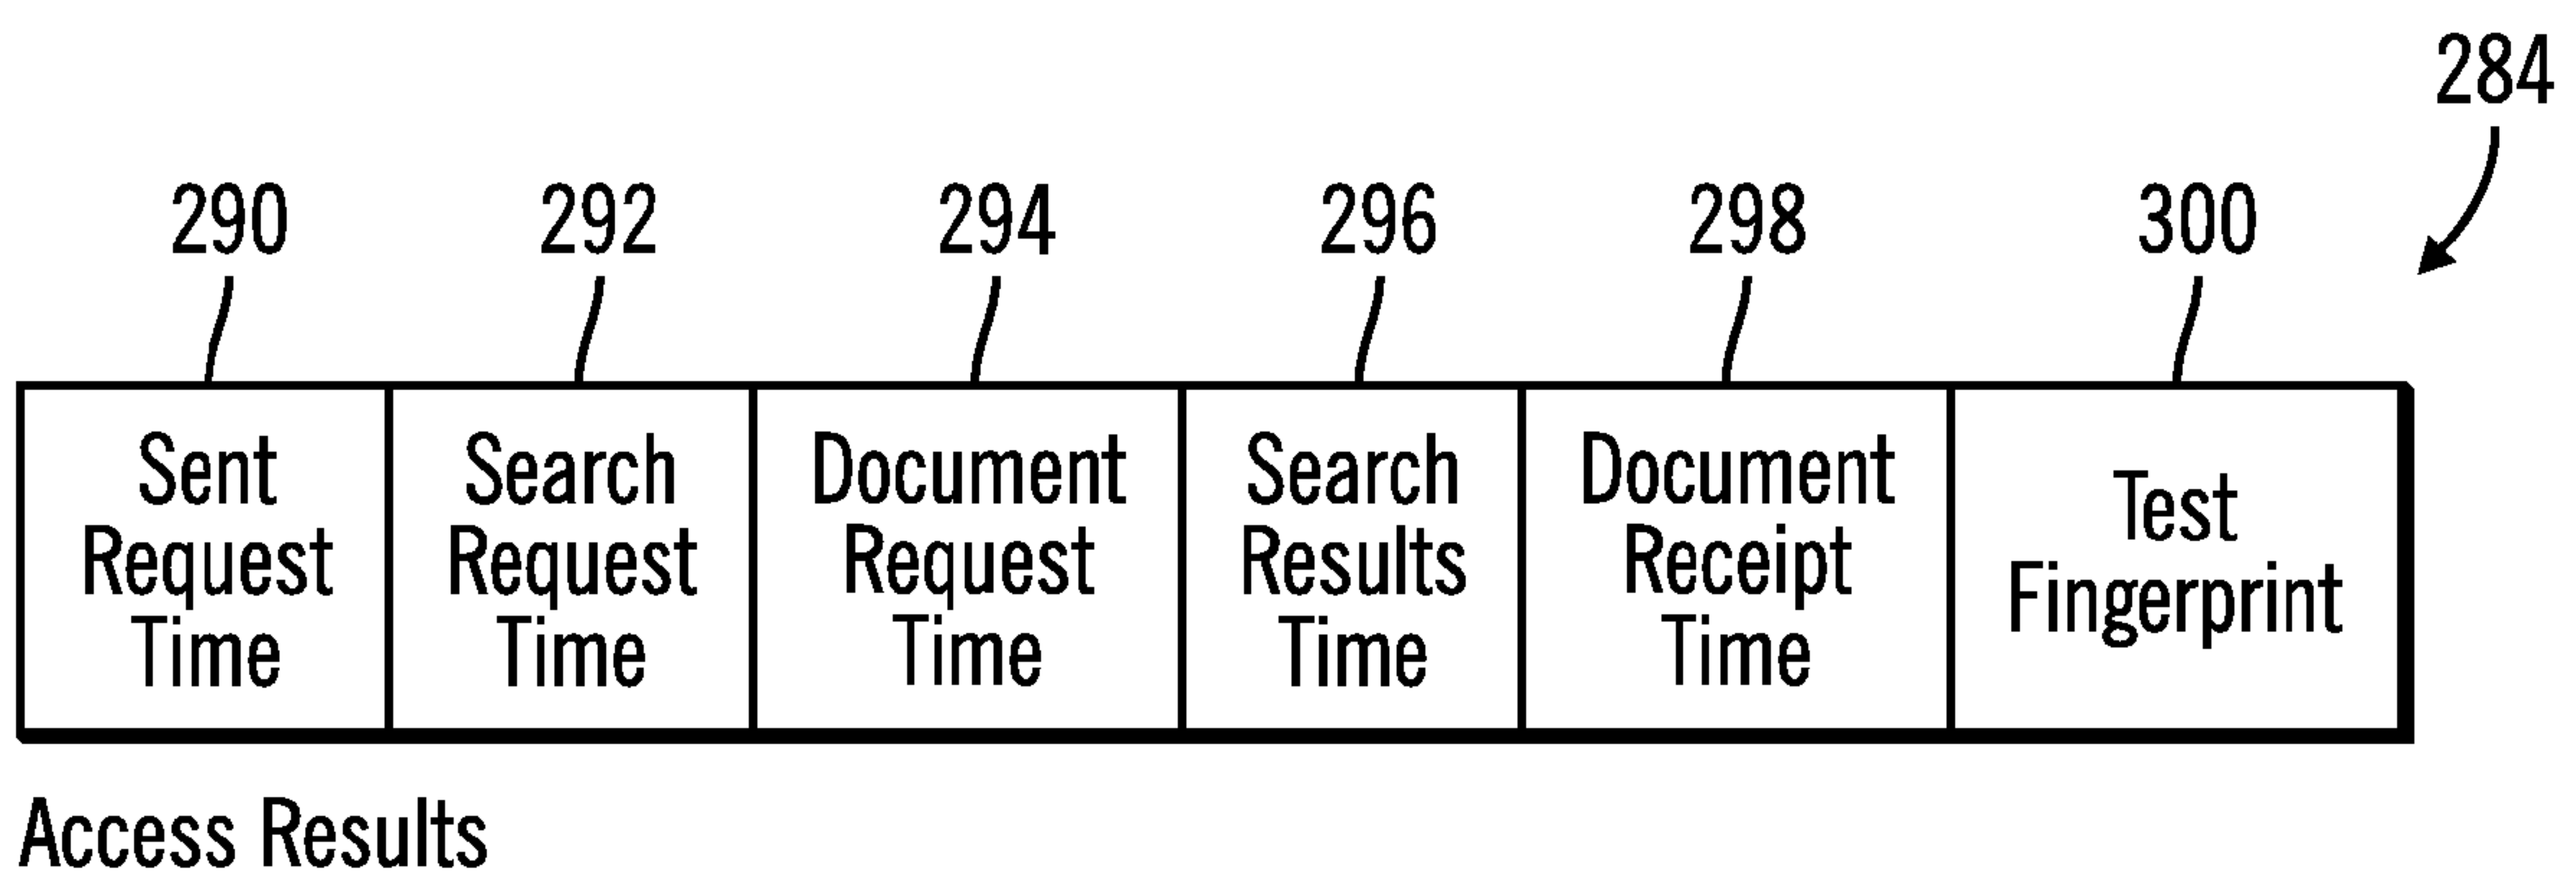 284
290 292 294 296 298 300
Sent
Request
Time
Search
Request
Time
Document
Request
Time
Search
Results
Time
Document
Receipt
Time
Test
Fingerprint
Access Results